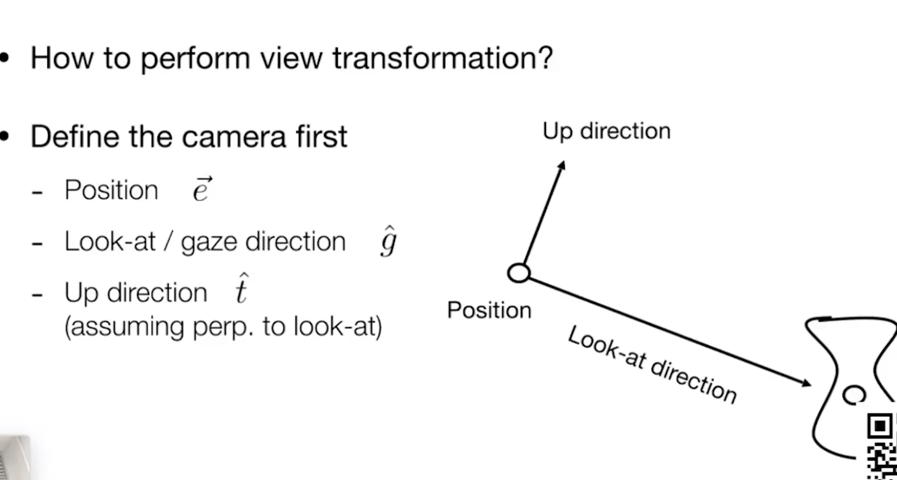 • How to perform view transformation?
• Define the camera first
- Position $\vec{e}$
- Look-at / gaze direction $\hat{g}$
- Up direction $\hat{t}$
(assuming perp. to look-at)
Up direction
Position
Look-at direction